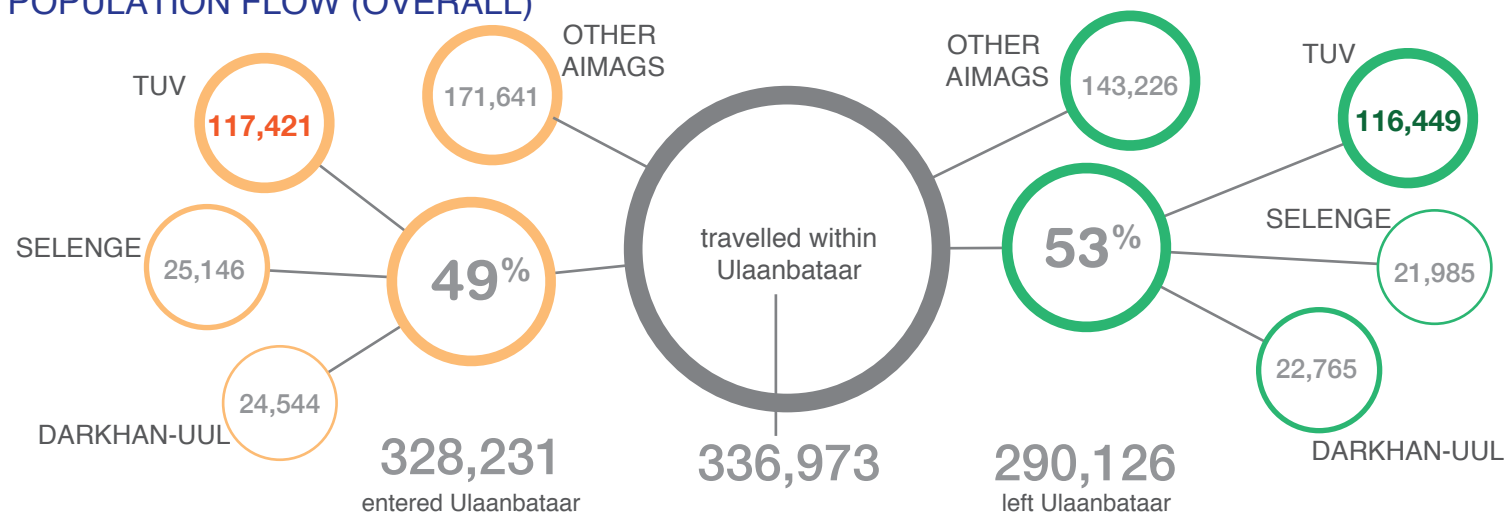 POPULATION FLOW (OVERALL)
OTHER
AIMAGS
171,641
TUV
117,421
SELENGE
25,146
DARKHAN-UUL
24,544
49%
328,231
entered Ulaanbataar
travelled within
Ulaanbataar
336,973
OTHER
AIMAGS
143,226
TUV
116,449
SELENGE
21,985
53%
22,765
DARKHAN-UUL
290,126
left Ulaanbataar